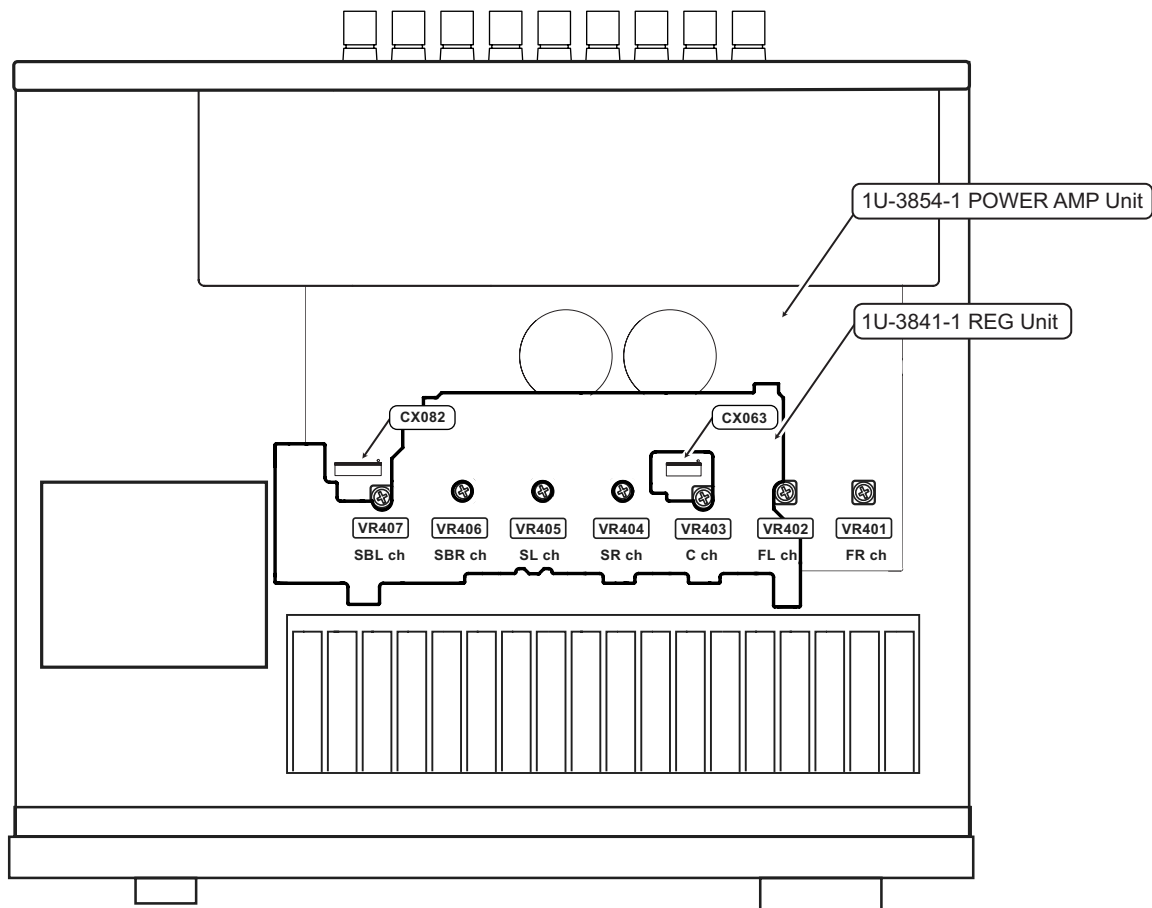 1U-3854-1 POWER AMP Unit
1U-3841-1 REG Unit
CX082
CX063
VR407
VR406
VR405
VR404
VR403
VR402
VR401
SBL ch
SBR ch
SL ch
SR ch
C ch
FL ch
FR ch